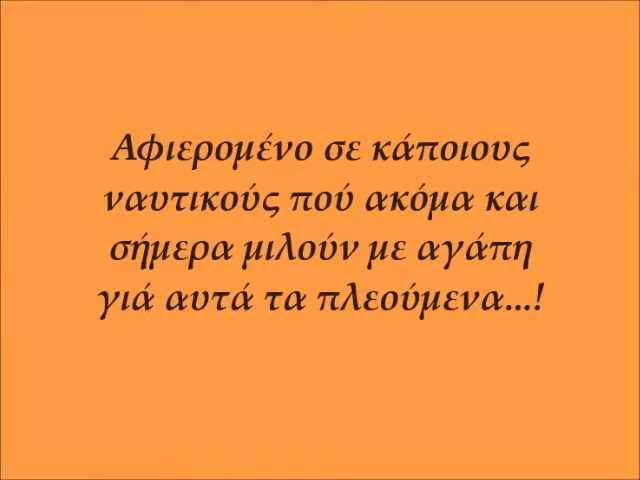 Αφιερομένο σε κάποιους
ναυτικούς πού ακόμα και
σήμερα μιλούν με αγάπη
γιά αυτά τα πλεούμενα...!